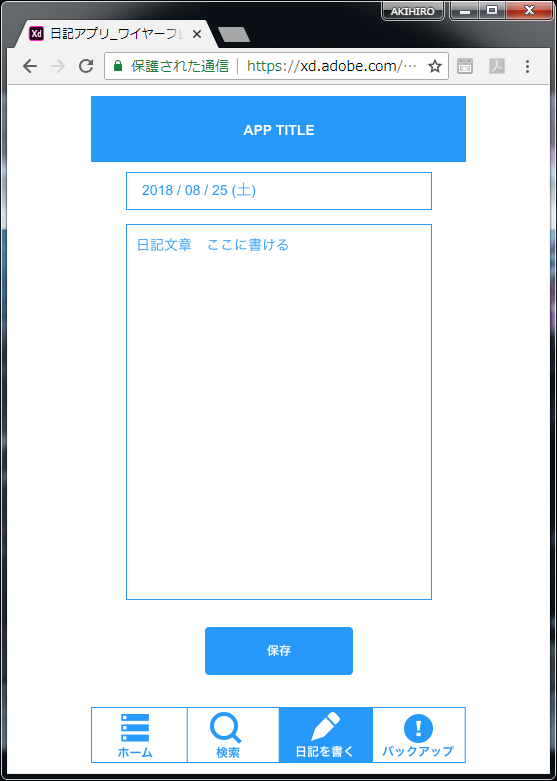 AKIHIRO
Xd 日記アプリ_ワイヤーフレ
保護された通信 https://xd.adobe.com/…
APP TITLE
2018 / 08 / 25 (土)
日記文章　ここに書ける
保存
ホーム 検索 日記を書く バックアップ